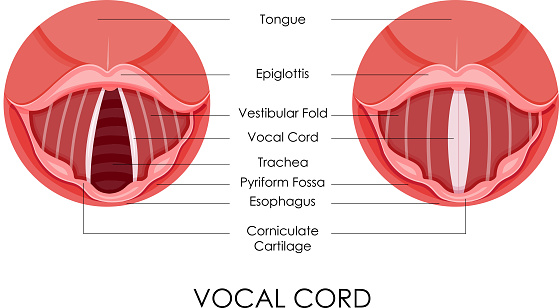 Tongue
Epiglottis
Vestibular Fold
Vocal Cord
Trachea
Pyriform Fossa
Esophagus
Corniculate
Cartilage
VOCAL CORD